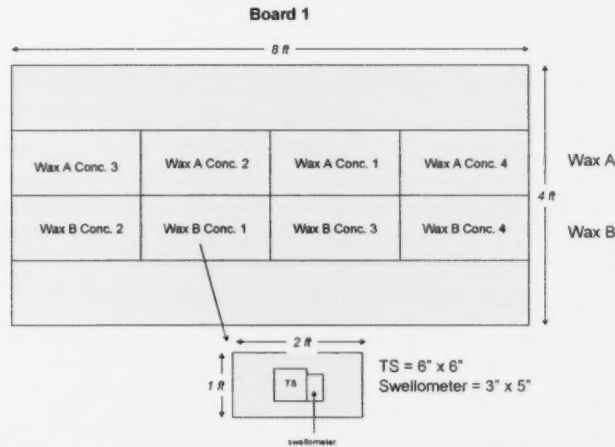 Board 1
8 ft
Wax A Conc. 3 Wax A Conc. 2 Wax A Conc. 1 Wax A Conc. 4 Wax A
4 ft
Wax B Conc. 2 Wax B Conc. 1 Wax B Conc. 3 Wax B Conc. 4 Wax B
2 ft
TS = 6" x 6"
1 ft
TS
Swellometer = 3" x 5"
swellometer